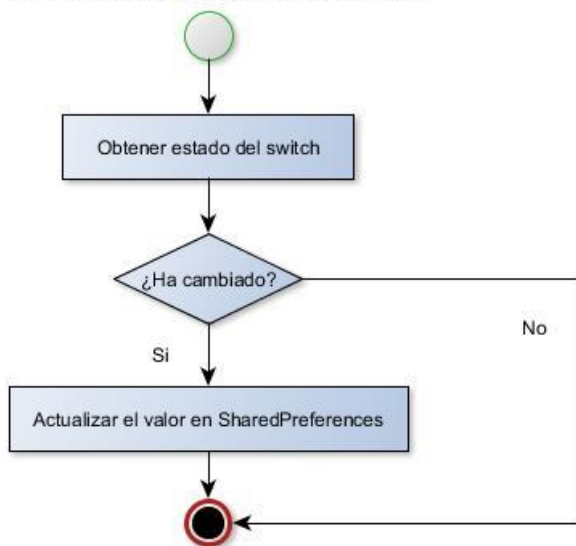 Obtener estado del switch
¿Ha cambiado?
No
Si
Actualizar el valor en SharedPreferences